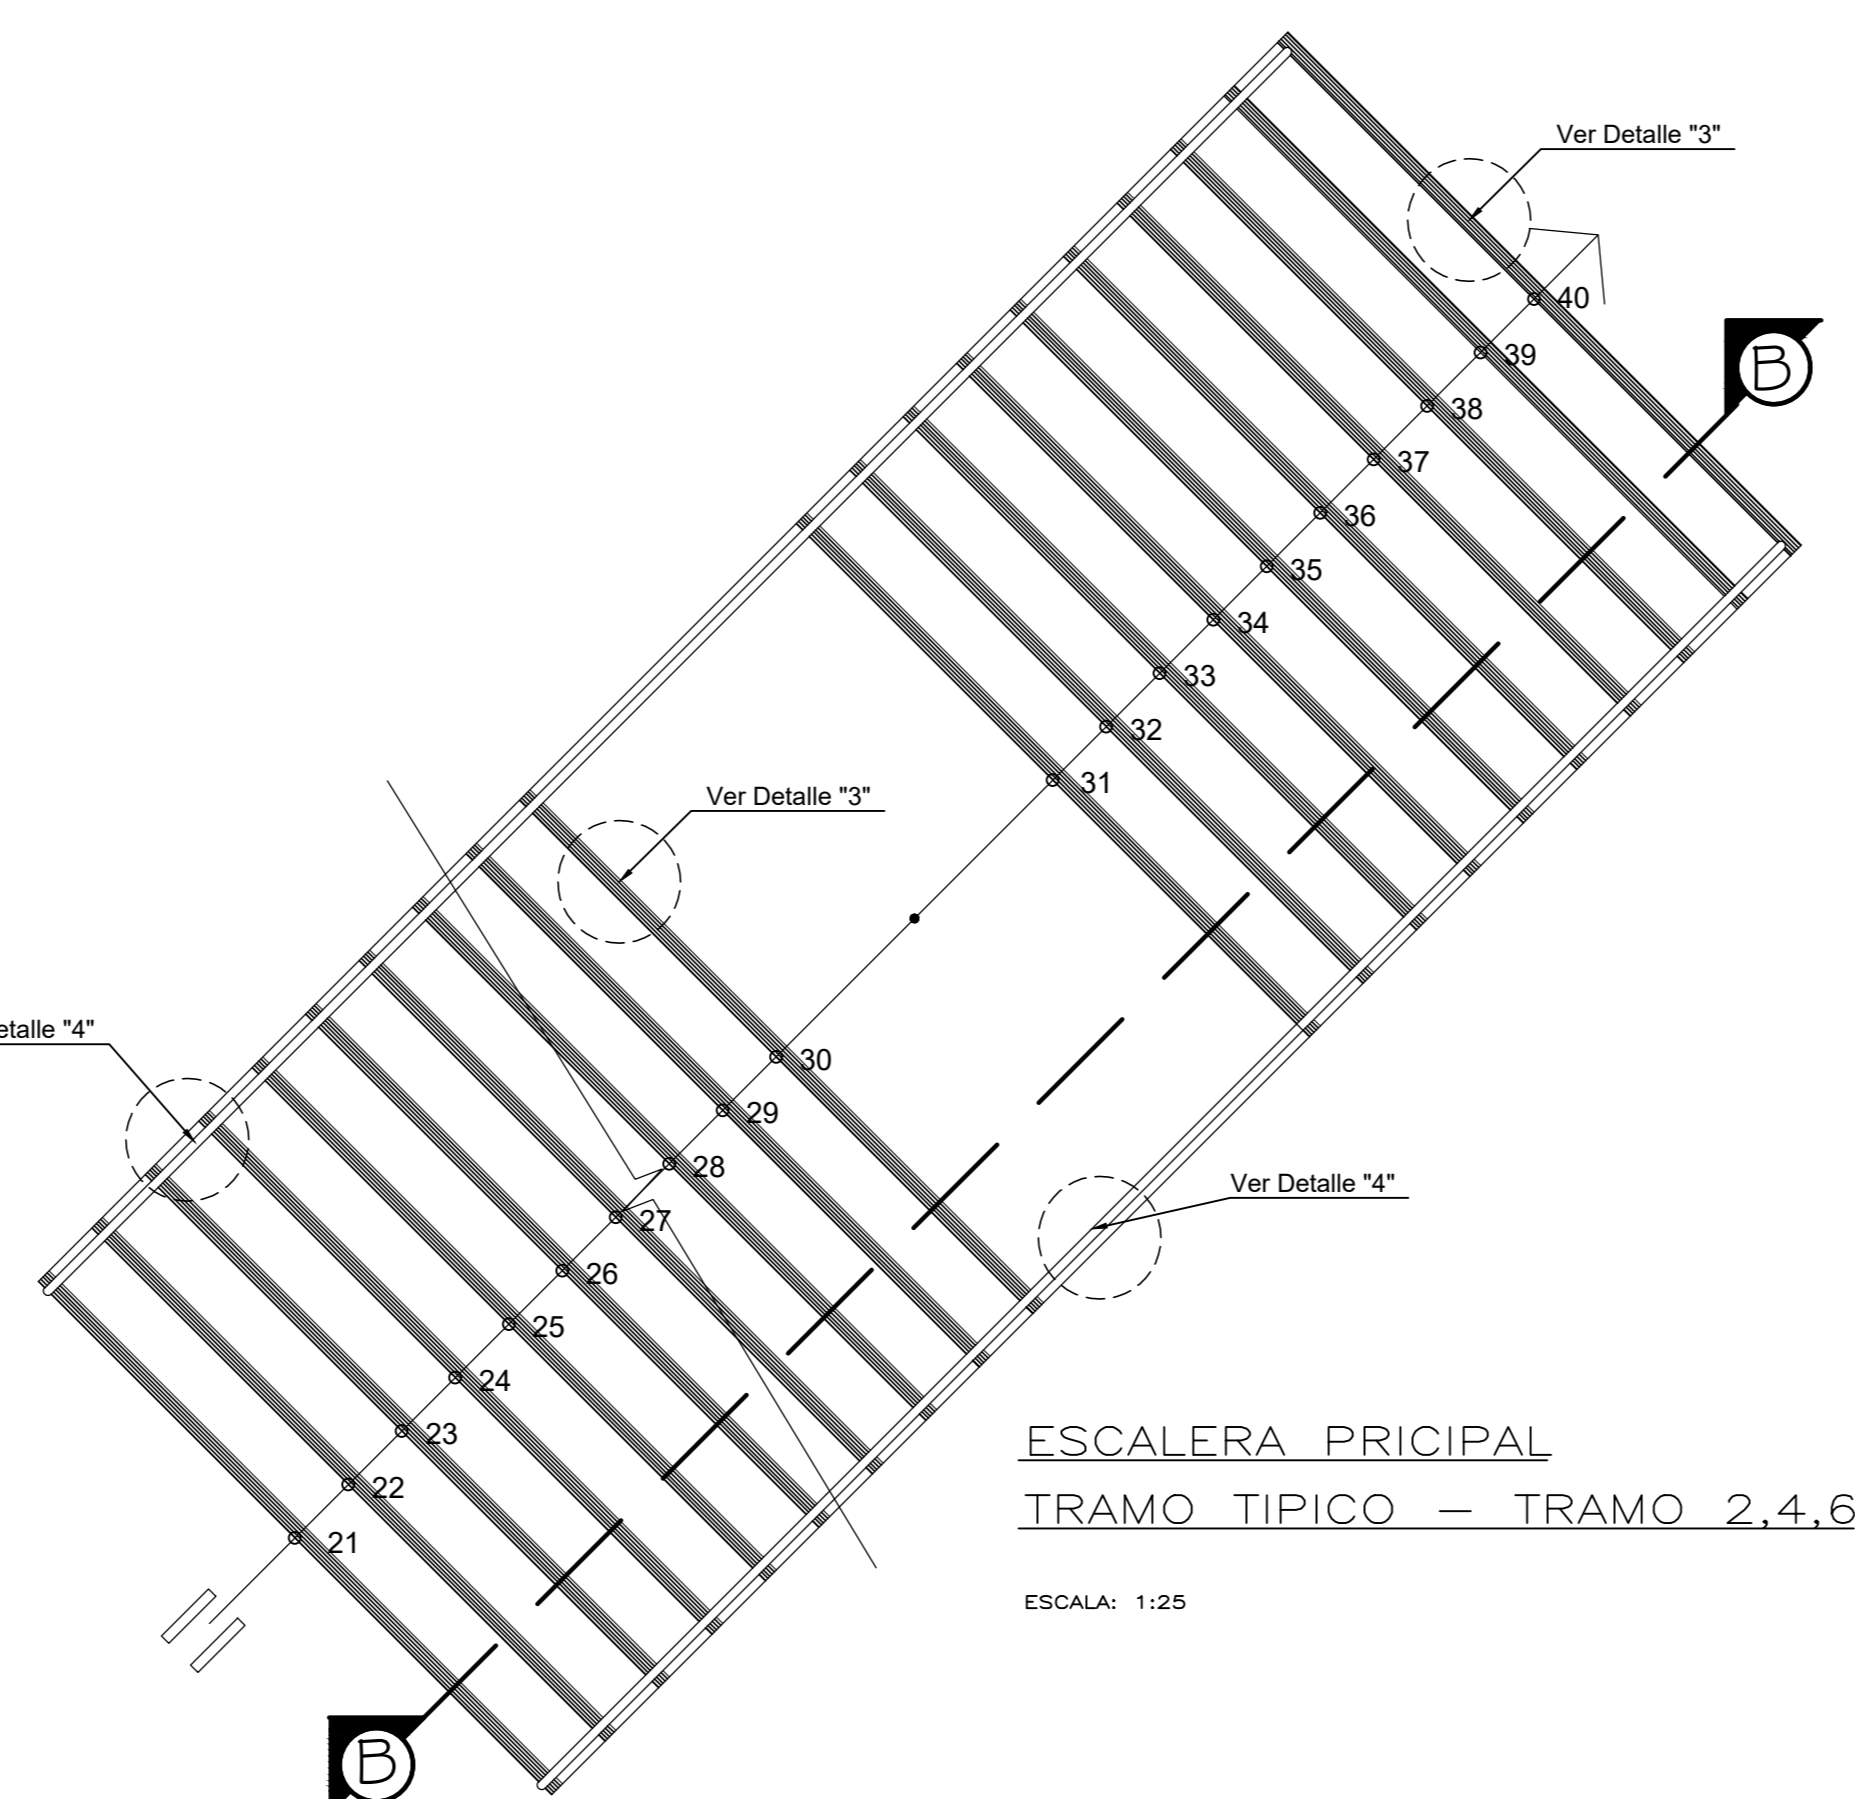 Ver Detalle "3"
40
B
39
38
37
36
35
34
33
32
31
Ver Detalle "3"
30
etalle "4"
29
28
Ver Detalle "4"
27
26
25
24
23
22
21
ESCALERA PRICIPAL
TRAMO TIPICO – TRAMO 2,4,6
ESCALA: 1:25
B